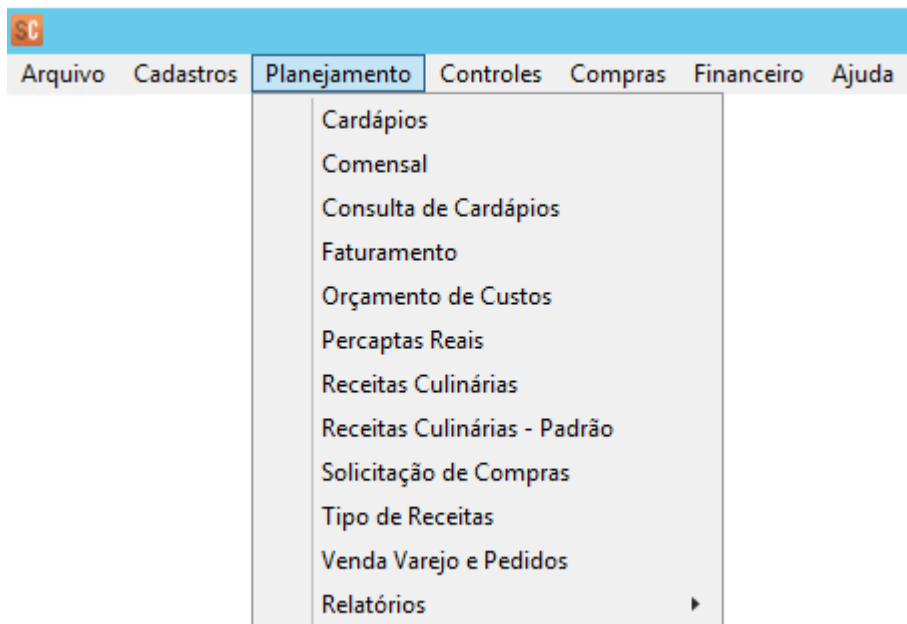 SC
Arquivo Cadastros Planejamento Controles Compras Financeiro Ajuda
Cardápios
Comensal
Consulta de Cardápios
Faturamento
Orçamento de Custos
Percaptas Reais
Receitas Culinárias
Receitas Culinárias - Padrão
Solicitação de Compras
Tipo de Receitas
Venda Varejo e Pedidos
Relatórios